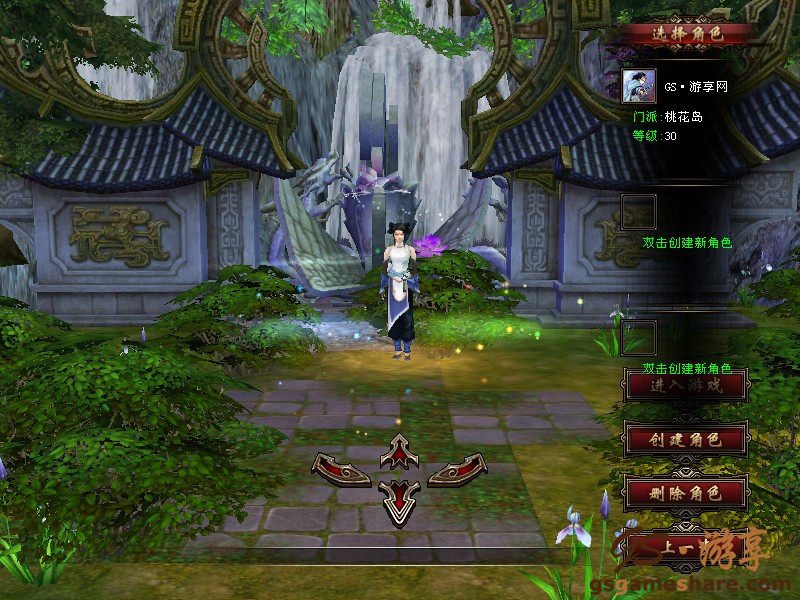 选择角色
GS•游享网
门派:桃花岛
等级:30
双击创建新角色
双击创建新角色
进入游戏
创建角色
删除角色
上一
游享
gsgameshare.com